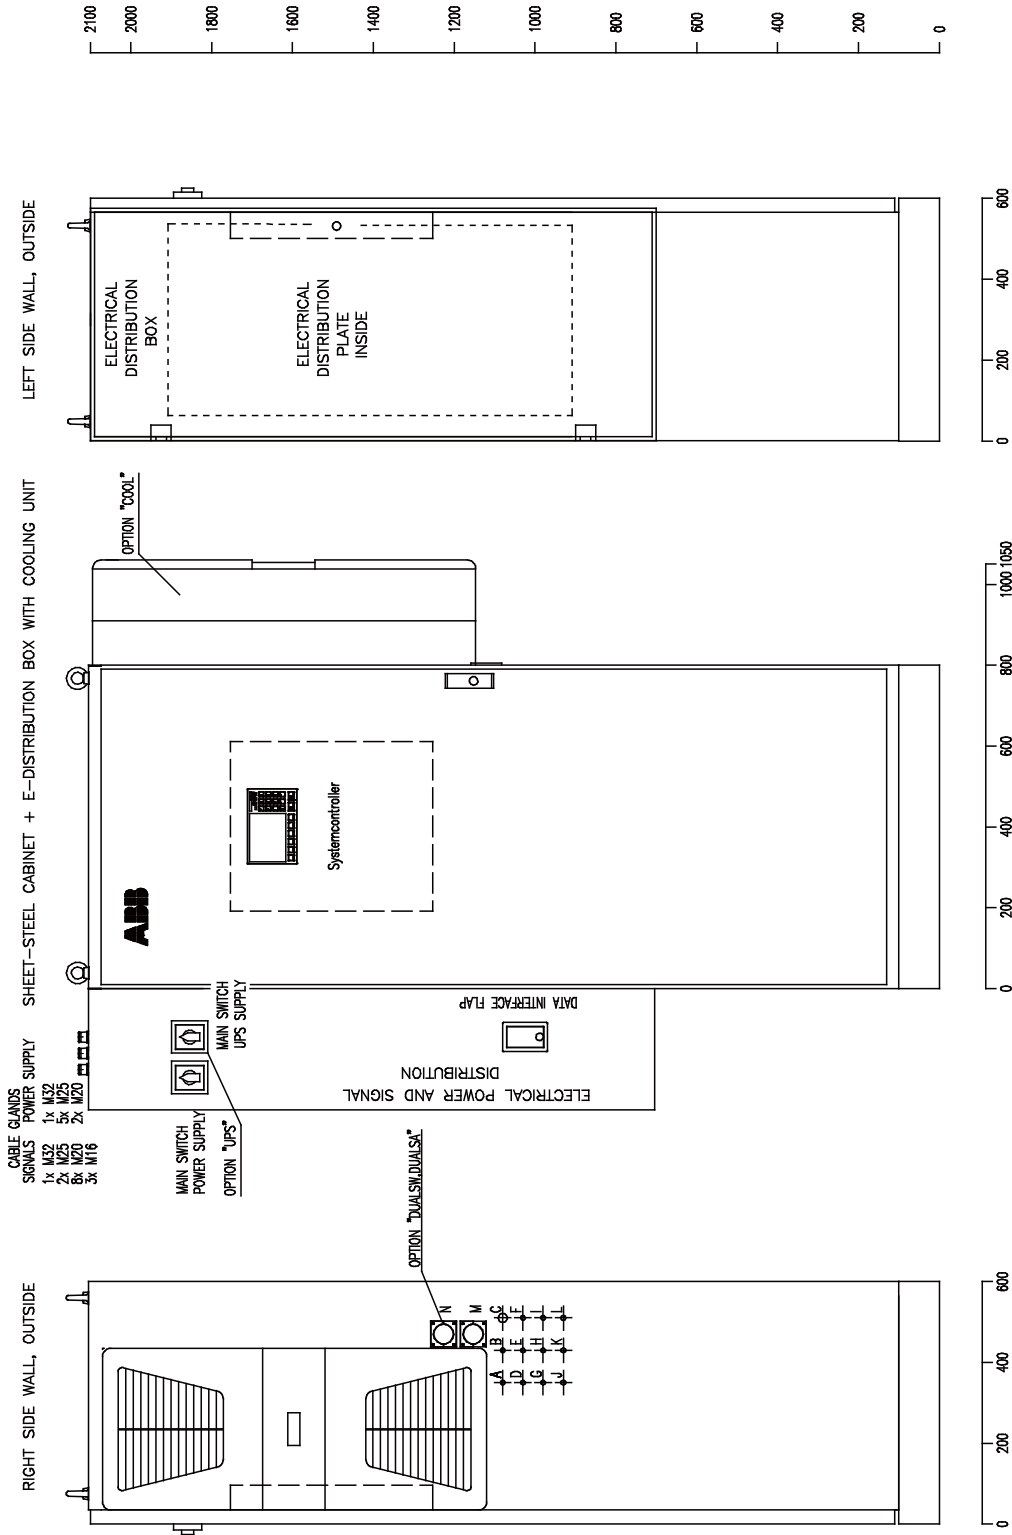 RIGHT SIDE WALL, OUTSIDE
CABLE GLANDS
SIGNALS POWER SUPPLY
1x M32 1x M32
2x M25 5x M25
8x M20 2x M20
3x M16
SHEET-STEEL CABINET + E-DISTRIBUTION BOX WITH COOLING UNIT
LEFT SIDE WALL, OUTSIDE
MAIN SWITCH
POWER SUPPLY
OPTION "UPS"
MAIN SWITCH
UPS SUPPLY
ABB
OPTION "COOL"
ELECTRICAL
DISTRIBUTION
BOX
ELECTRICAL
DISTRIBUTION
PLATE
INSIDE
Systemcontroller
ELECTRICAL POWER AND SIGNAL
DISTRIBUTION
DATA INTERFACE FLAP
OPTION "DUALSW,DUALSA"
N
M
A B C
D E F
G H I
J K L
0 200 400 600
0 200 400 600 800 1000 1050
0 200 400 600
2100
2000
1800
1600
1400
1200
1000
800
600
400
200
0